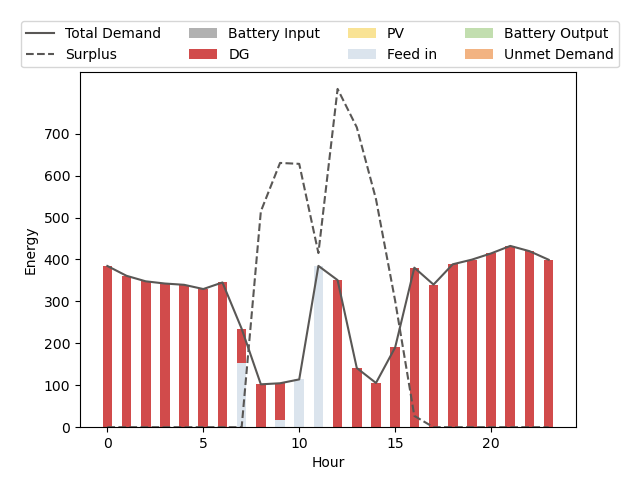 Total Demand Battery Input PV Battery Output
Surplus DG Feed in Unmet Demand
700
600
500
400
300
200
100
0
Energy
0 5 10 15 20
Hour